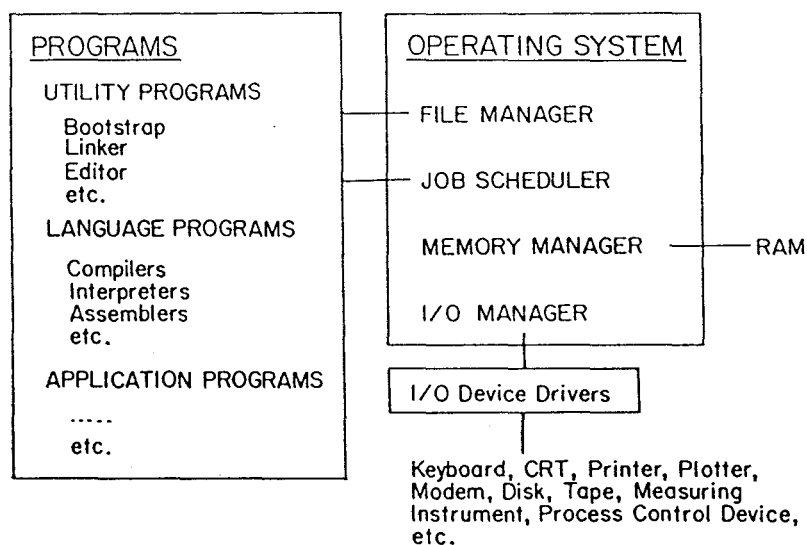 PROGRAMS
UTILITY PROGRAMS
Bootstrap
Linker
Editor
etc.
LANGUAGE PROGRAMS
Compilers
Interpreters
Assemblers
etc.
APPLICATION PROGRAMS
.....
etc.
OPERATING SYSTEM
FILE MANAGER
JOB SCHEDULER
MEMORY MANAGER
RAM
I/O MANAGER
I/O Device Drivers
Keyboard, CRT, Printer, Plotter,
Modem, Disk, Tape, Measuring
Instrument, Process Control Device,
etc.